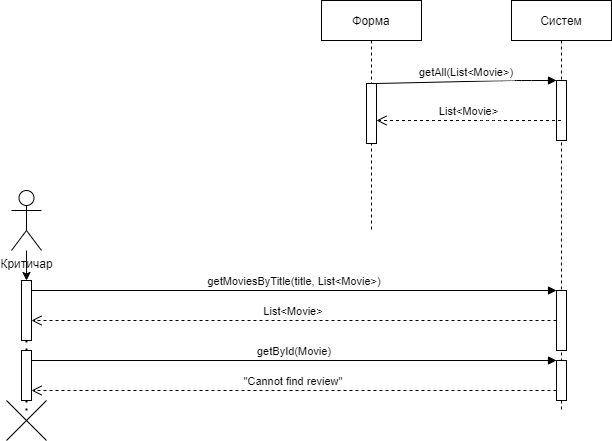 Форма
Систем
getAll(List<Movie>)
List<Movie>
Критичар
getMoviesByTitle(title, List<Movie>)
List<Movie>
getById(Movie)
"Cannot find review"